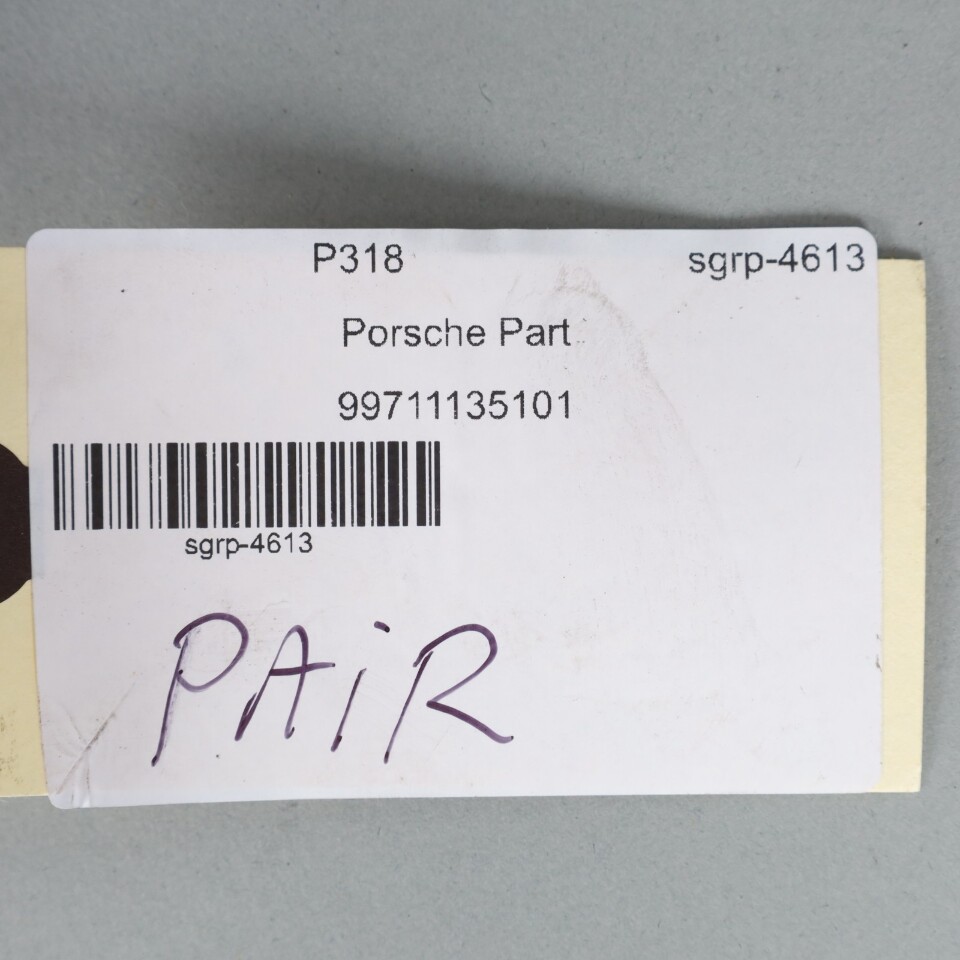 P318 sgrp-4613
Porsche Part
99711135101
sgrp-4613
PAiR